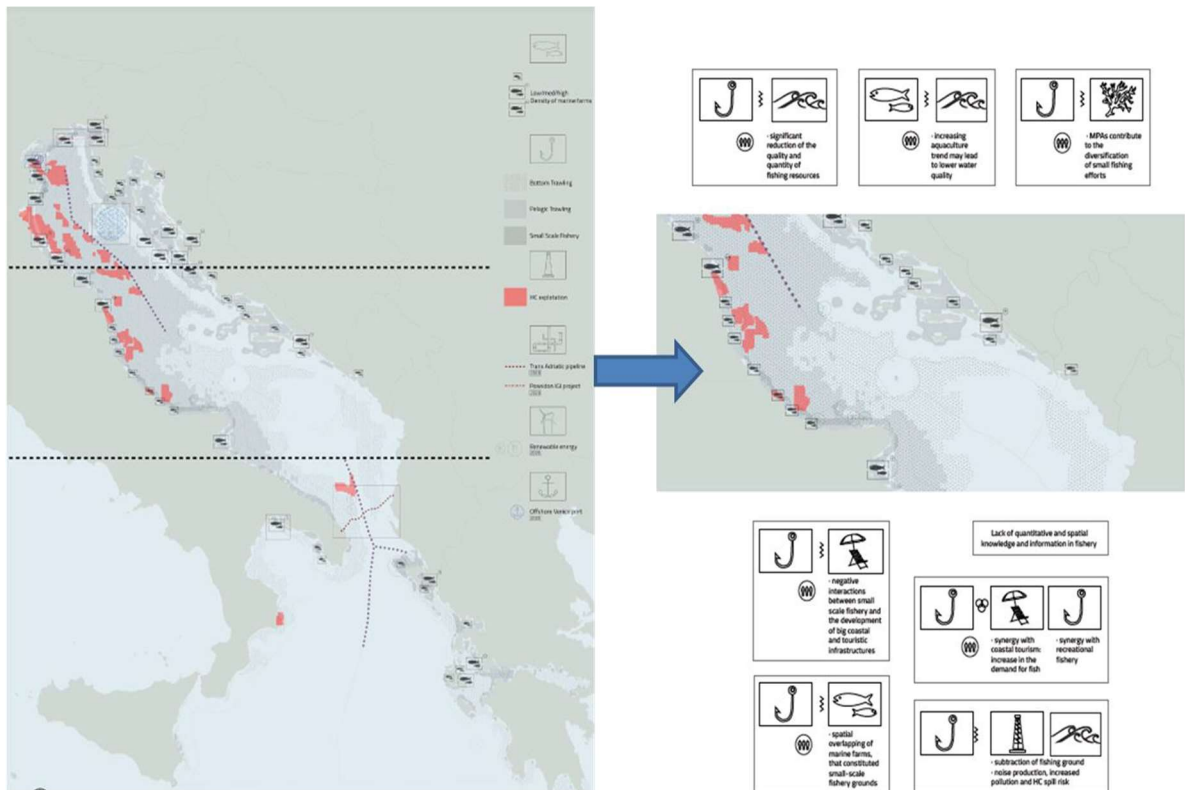 Low/med/high
Density of marine farms
Bottom Trawling
Pelagic Trawling
Small Scale Fishery
HC exploitation
Trans Adriatic pipeline
Poseidon IGI project
Renewable energy
Offshore Venice port
· significant
reduction of the
quality and
quantity of
fishing resources
· increasing
aquaculture
trend may lead
to lower water
quality
· MPAs contribute
to the
diversification
of small fishing
efforts
· negative
interactions
between small
scale fishery and
the development
of big coastal
and touristic
infrastructures
Lack of quantitative and spatial
knowledge and information in fishery
· synergy with
coastal tourism:
increase in the
demand for fish
· synergy with
recreational
fishery
· spatial
overlapping of
marine farms,
that constituted
small-scale
fishery grounds
· subtraction of fishing ground
· noise production, increased
pollution and HC spill risk